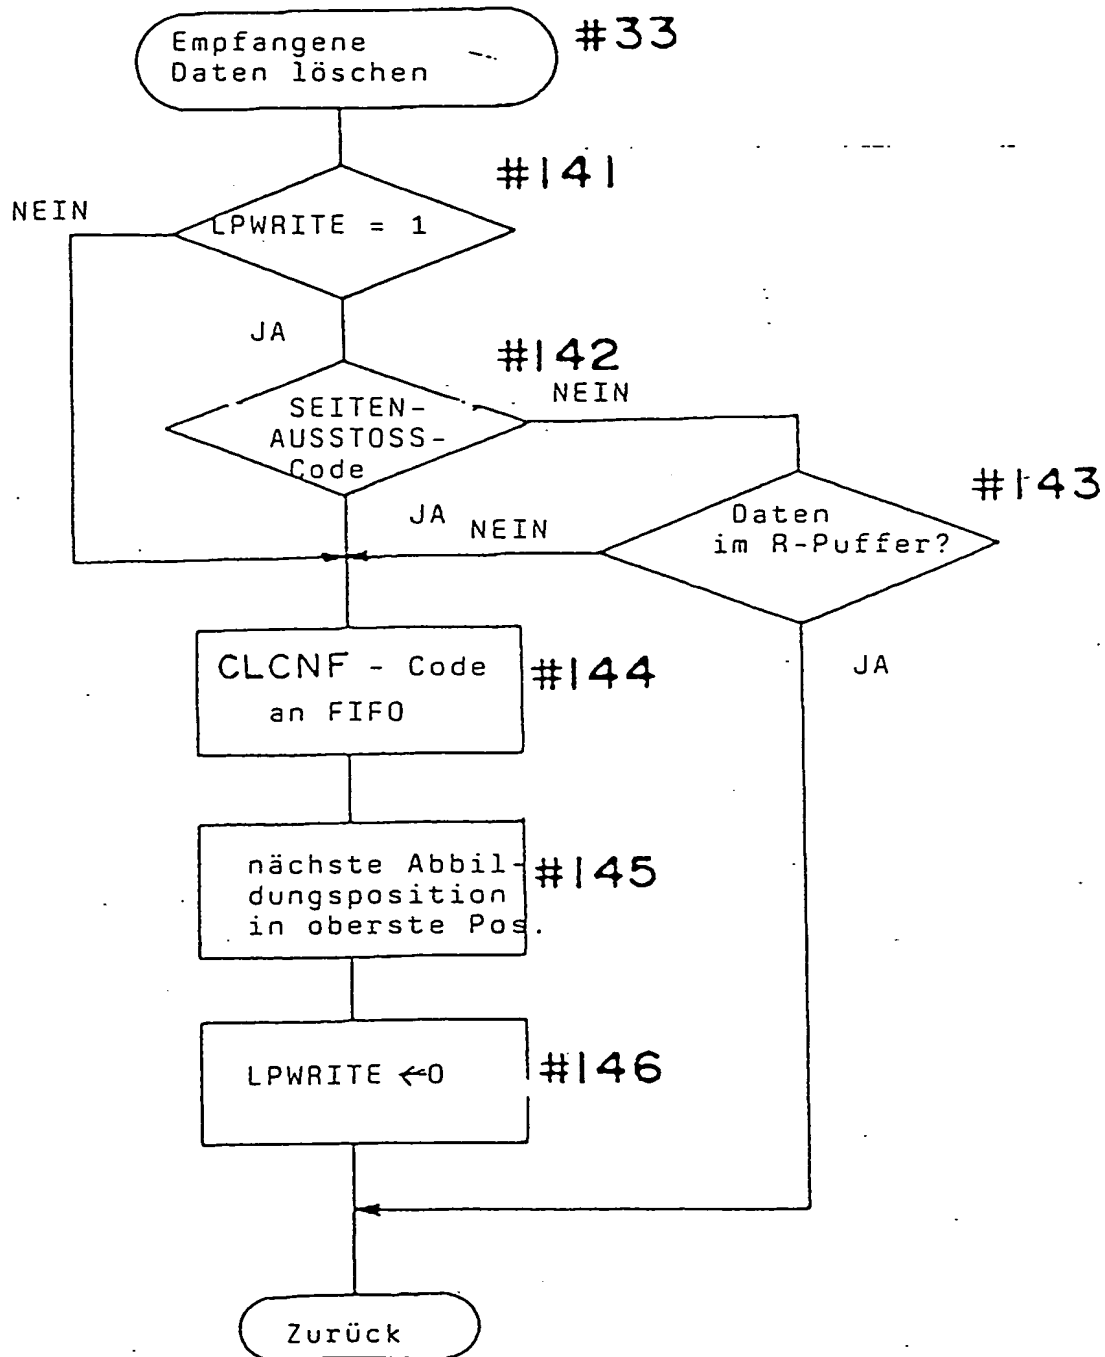 Empfangene
Daten löschen
#33
#141
NEIN
LPWRITE = 1
JA
#142
NEIN
SEITEN-
AUSSTOSS-
Code
#143
JA
NEIN
Daten
im R-Puffer?
CLCNF - Code
an FIFO
#144
JA
nächste Abbil-
dungsposition
in oberste Pos.
#145
LPWRITE ←0
#146
Zurück